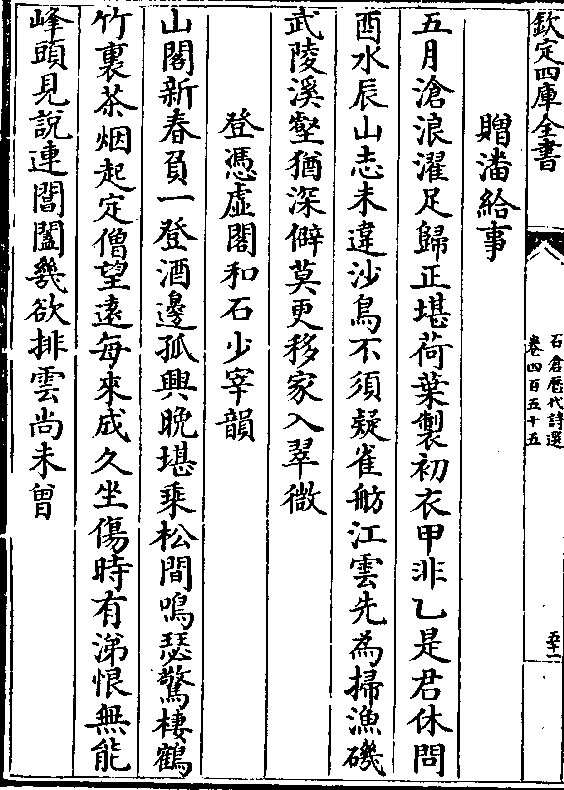 欽定四庫全書
石倉歴代詩選
卷四百五十五
五十一
贈潘給事
五月滄浪濯足歸正堪荷葉製初衣甲非乙是君休問
酉水辰山志未違沙鳥不須疑雀舫江雲先為掃漁磯
武陵溪壑猶深僻莫更移家入翠微
登憑虚閣和石少宰韻
山閣新春負一登酒邊孤興晚堪乗松間鳴瑟驚棲鶴
竹裏茶烟起定僧望遠每來成久坐傷時有涕恨無能
峰頭見說連閶闔幾欲排雲尚未曾